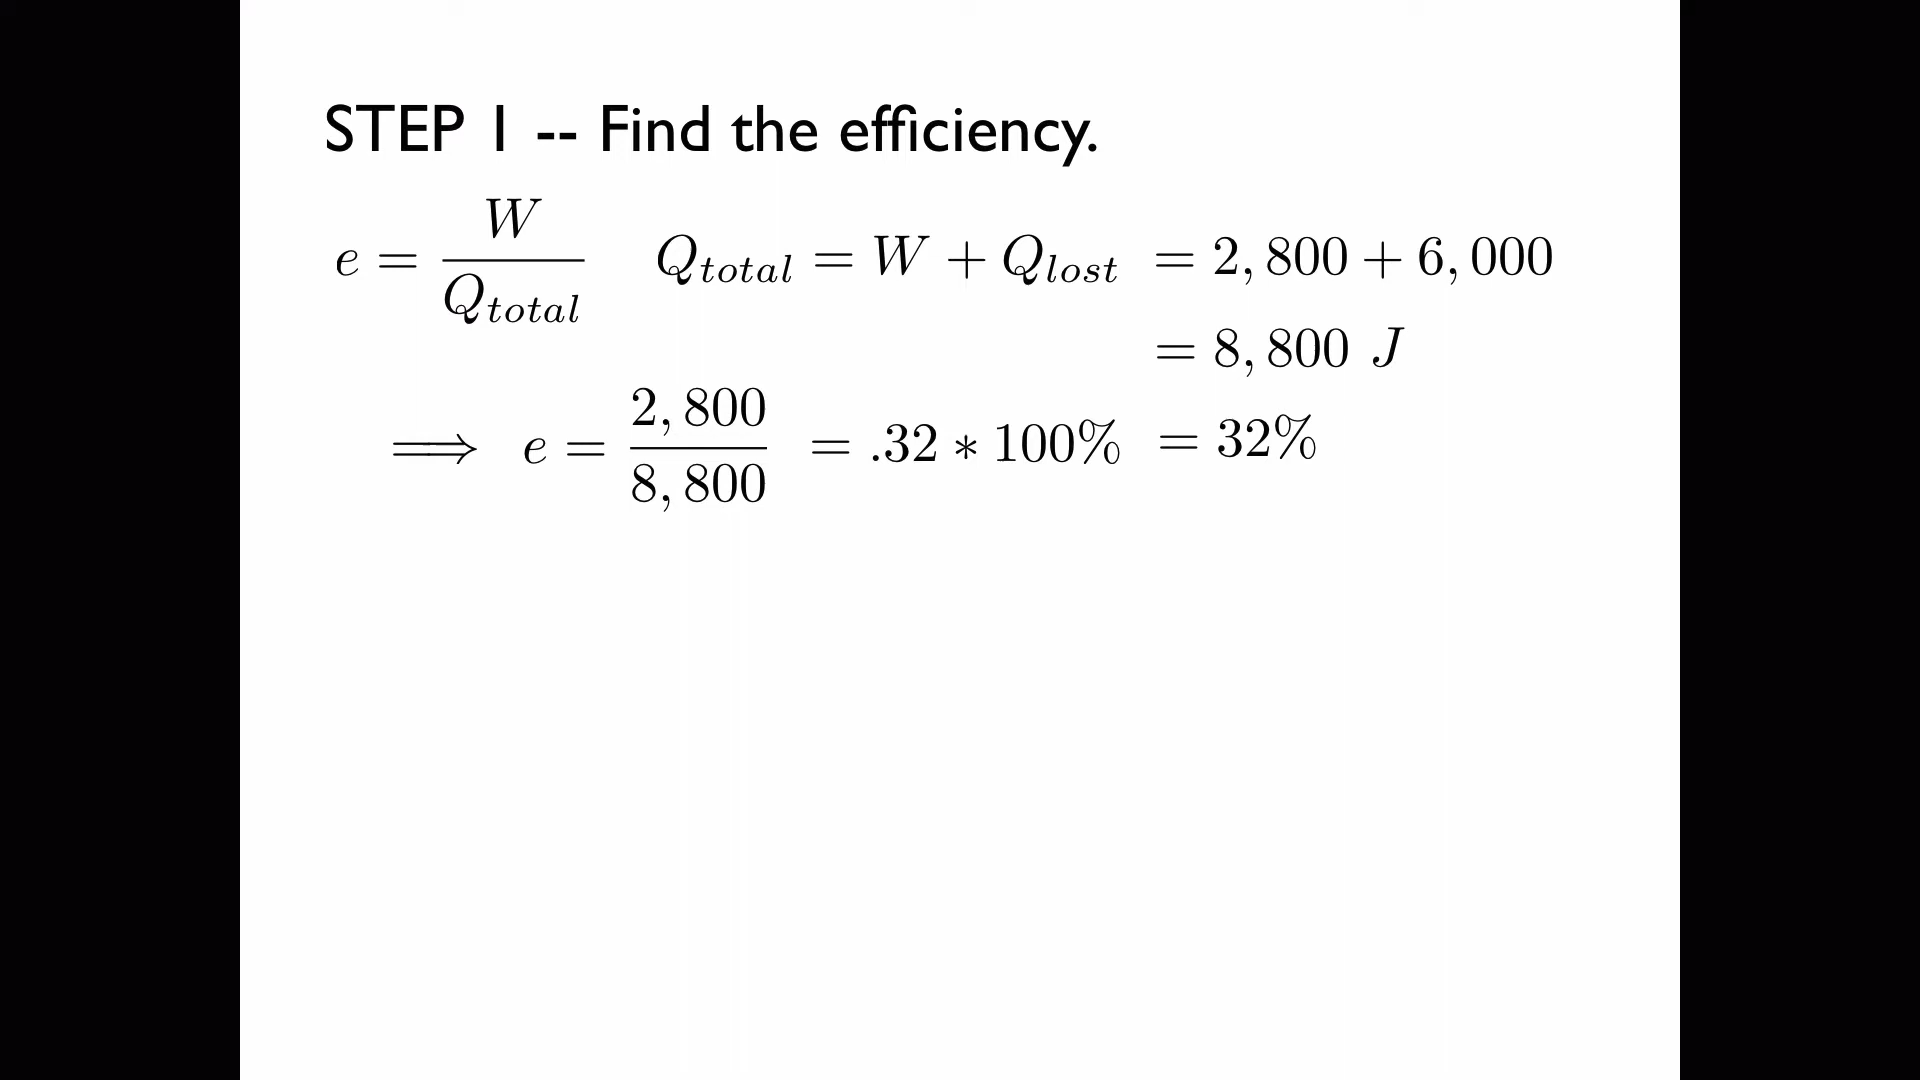 STEP 1 -- Find the efficiency.
e = W / Q_total   Q_total = W + Q_lost = 2,800 + 6,000
= 8,800 J
⟹ e = 2,800 / 8,800 = .32 * 100% = 32%